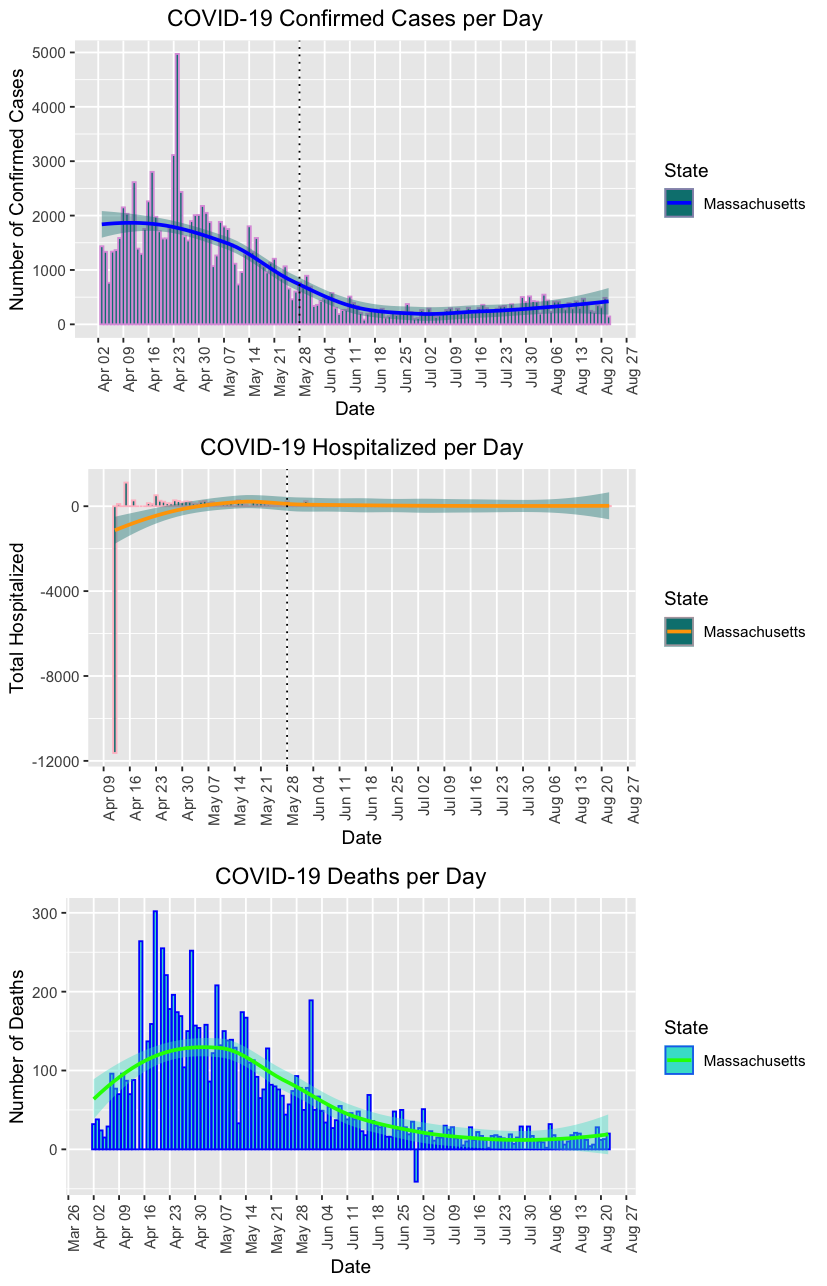 COVID-19 Confirmed Cases per Day
Number of Confirmed Cases
5000
4000
3000
2000
1000
0
Apr 02
Apr 09
Apr 16
Apr 23
Apr 30
May 07
May 14
May 21
May 28
Jun 04
Jun 11
Jun 18
Jun 25
Jul 02
Jul 09
Jul 16
Jul 23
Jul 30
Aug 06
Aug 13
Aug 20
Aug 27
Date
State
Massachusetts
COVID-19 Hospitalized per Day
Total Hospitalized
0
-4000
-8000
-12000
Apr 09
Apr 16
Apr 23
Apr 30
May 07
May 14
May 21
May 28
Jun 04
Jun 11
Jun 18
Jun 25
Jul 02
Jul 09
Jul 16
Jul 23
Jul 30
Aug 06
Aug 13
Aug 20
Aug 27
Date
State
Massachusetts
COVID-19 Deaths per Day
Number of Deaths
300
200
100
0
Mar 26
Apr 02
Apr 09
Apr 16
Apr 23
Apr 30
May 07
May 14
May 21
May 28
Jun 04
Jun 11
Jun 18
Jun 25
Jul 02
Jul 09
Jul 16
Jul 23
Jul 30
Aug 06
Aug 13
Aug 20
Aug 27
Date
State
Massachusetts